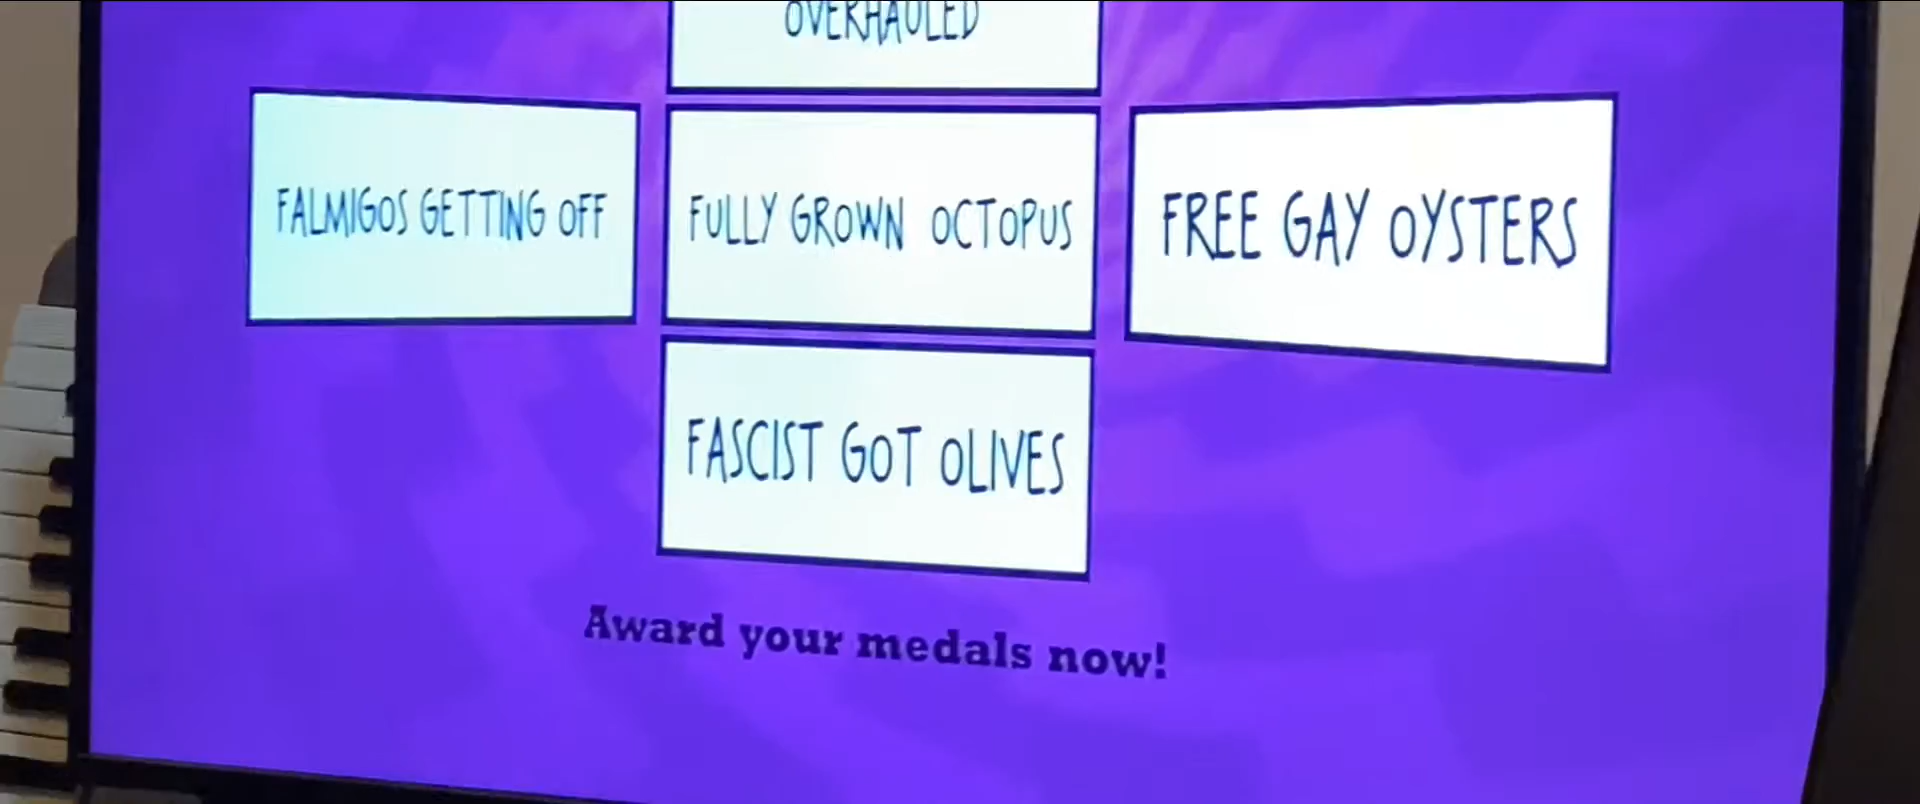 OVERHAULED
FALMIGOS GETTING OFF
FULLY GROWN OCTOPUS
FREE GAY OYSTERS
FASCIST GOT OLIVES
Award your medals now!